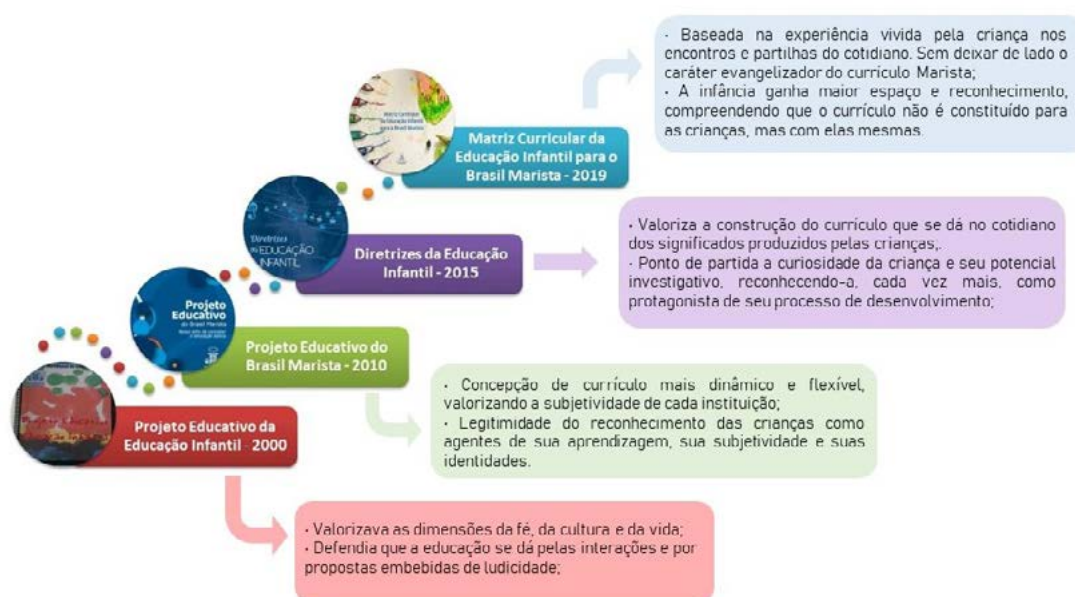 · Baseada na experiência vivida pela criança nos
encontros e partilhas do cotidiano. Sem deixar de lado o
caráter evangelizador do currículo Marista;
· A infância ganha maior espaço e reconhecimento,
compreendendo que o currículo não é constituído para
as crianças, mas com elas mesmas.
Matriz Curricular
da Educação Infantil
para o Brasil Marista
Matriz Curricular da
Educação Infantil para o
Brasil Marista - 2019
Diretrizes
da EDUCAÇÃO
INFANTIL
Diretrizes da Educação
Infantil - 2015
· Valoriza a construção do currículo que se dá no cotidiano
dos significados produzidos pelas crianças;.
· Ponto de partida a curiosidade da criança e seu potencial
investigativo, reconhecendo-a, cada vez mais, como
protagonista de seu processo de desenvolvimento;
Projeto
Educativo
do Brasil Marista
Projeto Educativo do
Brasil Marista - 2010
· Concepção de currículo mais dinâmico e flexível,
valorizando a subjetividade de cada instituição;
· Legitimidade do reconhecimento das crianças como
agentes de sua aprendizagem, sua subjetividade e suas
identidades.
Projeto Educativo da
Educação Infantil - 2000
· Valorizava as dimensões da fé, da cultura e da vida;
· Defendia que a educação se dá pelas interações e por
propostas embebidas de ludicidade;